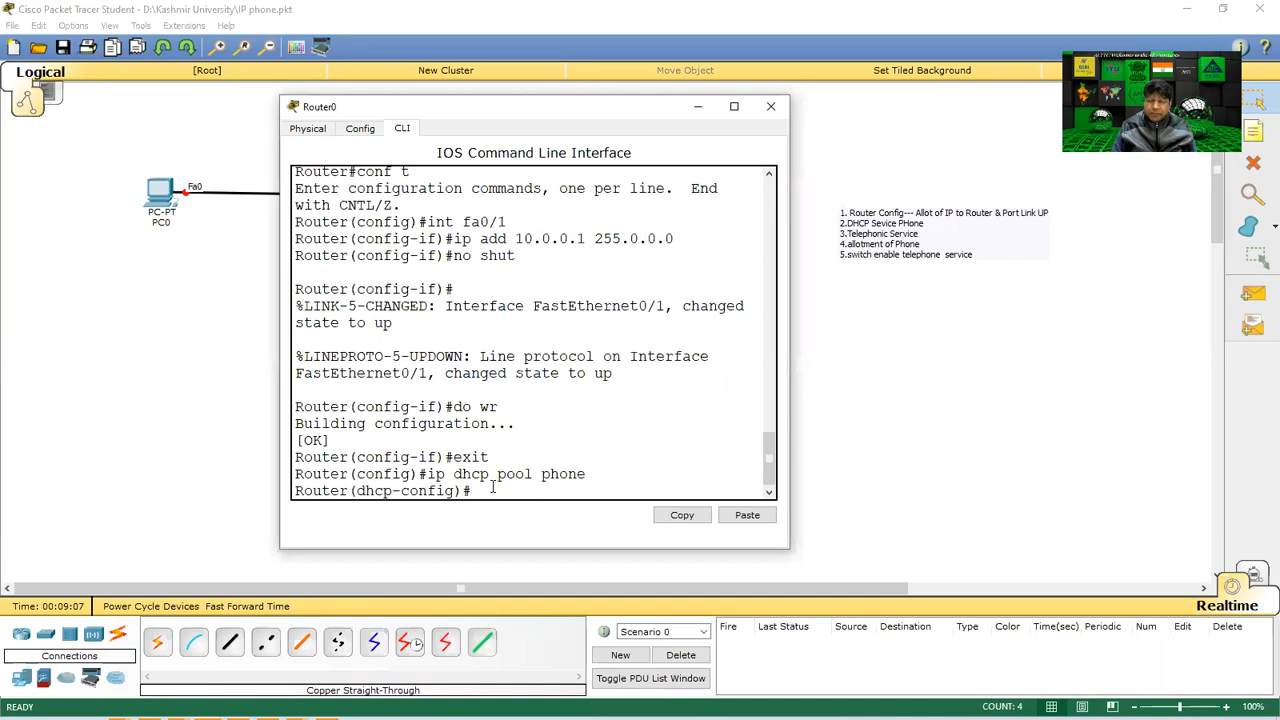 Cisco Packet Tracer Student - D:\Kashmir University\IP phone.pkt
File Edit Options View Tools Extensions Help
Logical [Root] New Cluster Move Object Set Tiled Background
Router0
Physical Config CLI
IOS Command Line Interface
Router#conf t
Enter configuration commands, one per line.  End
with CNTL/Z.
Router(config)#int fa0/1
Router(config-if)#ip add 10.0.0.1 255.0.0.0
Router(config-if)#no shut
Router(config-if)#
%LINK-5-CHANGED: Interface FastEthernet0/1, changed
state to up
%LINEPROTO-5-UPDOWN: Line protocol on Interface
FastEthernet0/1, changed state to up
Router(config-if)#do wr
Building configuration...
[OK]
Router(config-if)#exit
Router(config)#ip dhcp pool phone
Router(dhcp-config)#
Copy Paste
Fa0
PC-PT
PC0
1. Router Config--- Allot of IP to Router & Port Link UP
2.DHCP Sevice PHone
3.Telephonic Service
4.allotment of Phone
5.switch enable telephone service
Time: 00:09:07 Power Cycle Devices Fast Forward Time Realtime
Connections
Copper Straight-Through
Scenario 0
New Delete
Toggle PDU List Window
Fire Last Status Source Destination Type Color Time(sec) Periodic Num Edit Delete
READY COUNT: 4 100%